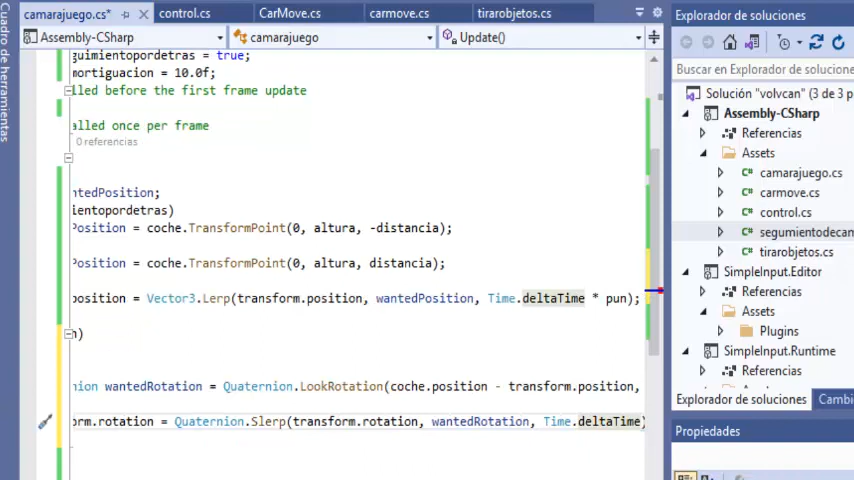 camarajuego.cs*
control.cs
CarMove.cs
carmove.cs
tirarobjetos.cs
Explorador de soluciones
Assembly-CSharp
camarajuego
Update()
Cuadro de herramientas
guimientopordetras = true;
mortiguacion = 10.0f;
lled before the first frame update
alled once per frame
0 referencias
ntedPosition;
ientopordetras)
Position = coche.TransformPoint(0, altura, -distancia);
Position = coche.TransformPoint(0, altura, distancia);
position = Vector3.Lerp(transform.position, wantedPosition, Time.deltaTime * pun);
n)
nion wantedRotation = Quaternion.LookRotation(coche.position - transform.position,
orm.rotation = Quaternion.Slerp(transform.rotation, wantedRotation, Time.deltaTime)
Buscar en Explorador de soluciones
Solución "volvcan" (3 de 3 p
Assembly-CSharp
Referencias
Assets
camarajuego.cs
carmove.cs
control.cs
segumientodecam
tirarobjetos.cs
SimpleInput.Editor
Referencias
Assets
Plugins
SimpleInput.Runtime
Referencias
Explorador de soluciones
Cambi
Propiedades